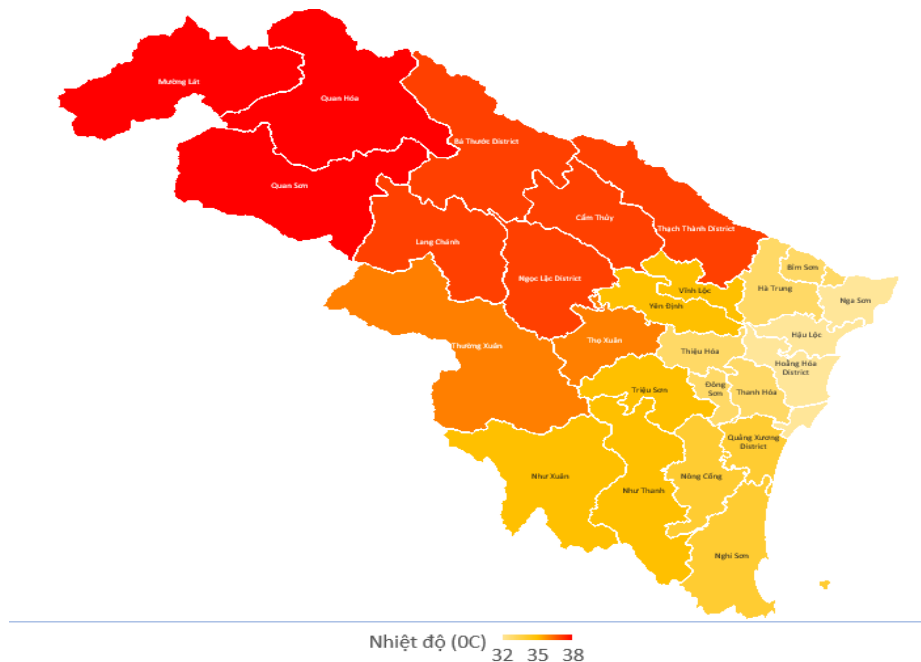 Mường Lát
Quan Hóa
Bá Thước District
Quan Sơn
Cẩm Thủy
Thạch Thành District
Lang Chánh
Bỉm Sơn
Ngọc Lặc District
Hà Trung
Vĩnh Lộc
Nga Sơn
Yên Định
Hậu Lộc
Thọ Xuân
Thường Xuân
Thiệu Hóa
Hoằng Hóa
District
Triệu Sơn
Đông
Sơn
Thanh Hóa
Quảng Xương
District
Như Xuân
Nông Cống
Như Thanh
Nghi Sơn
Nhiệt độ (0C)
32 35 38